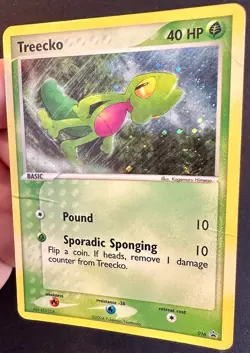 Treecko
40 HP
Illus. Kagemaru Himeno
BASIC
Pound 10
Sporadic Sponging 10
Flip a coin. If heads, remove 1 damage
counter from Treecko.
weakness
resistance -30
retreat cost